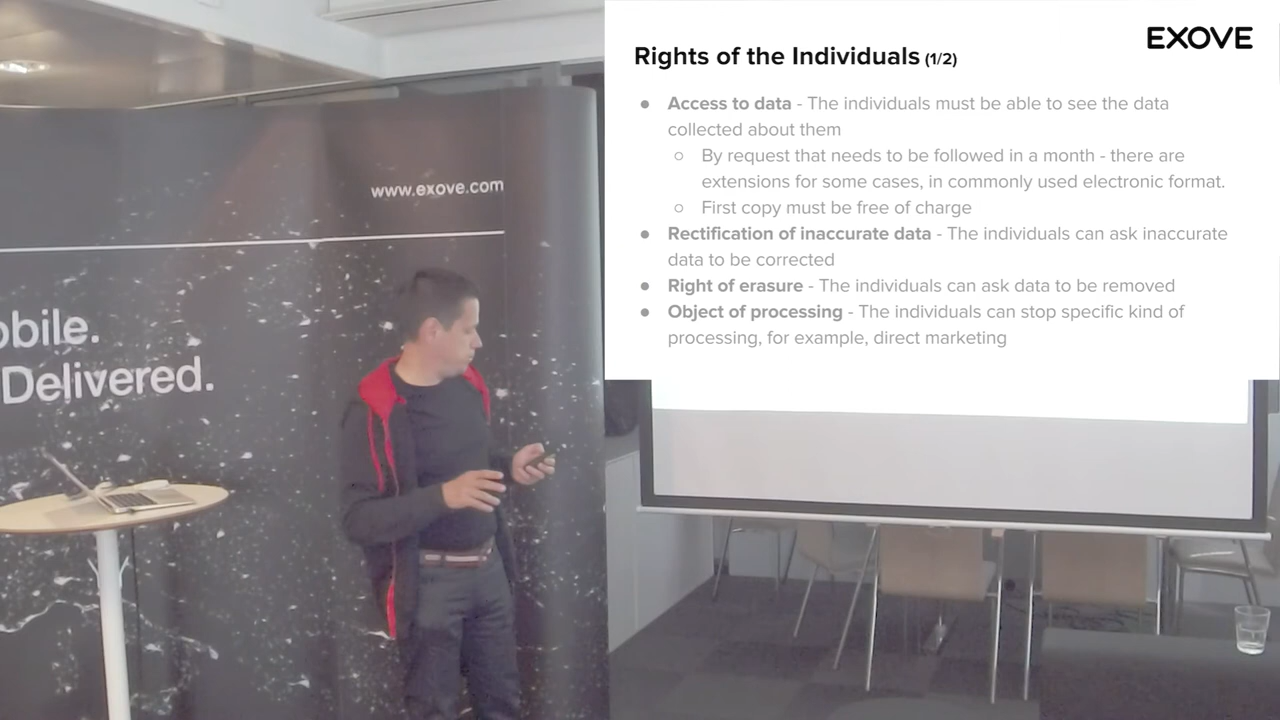 www.exove.com
obile.
Delivered.
EXOVE
Rights of the Individuals (1/2)
● Access to data - The individuals must be able to see the data
collected about them
○ By request that needs to be followed in a month - there are
extensions for some cases, in commonly used electronic format.
○ First copy must be free of charge
● Rectification of inaccurate data - The individuals can ask inaccurate
data to be corrected
● Right of erasure - The individuals can ask data to be removed
● Object of processing - The individuals can stop specific kind of
processing, for example, direct marketing